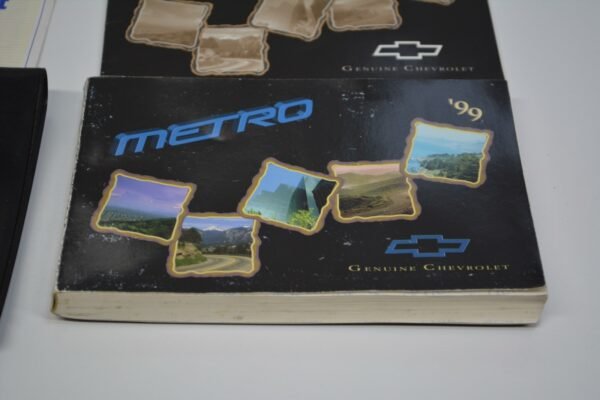 GENUINE CHEVROLET
METRO
'99
GENUINE CHEVROLET